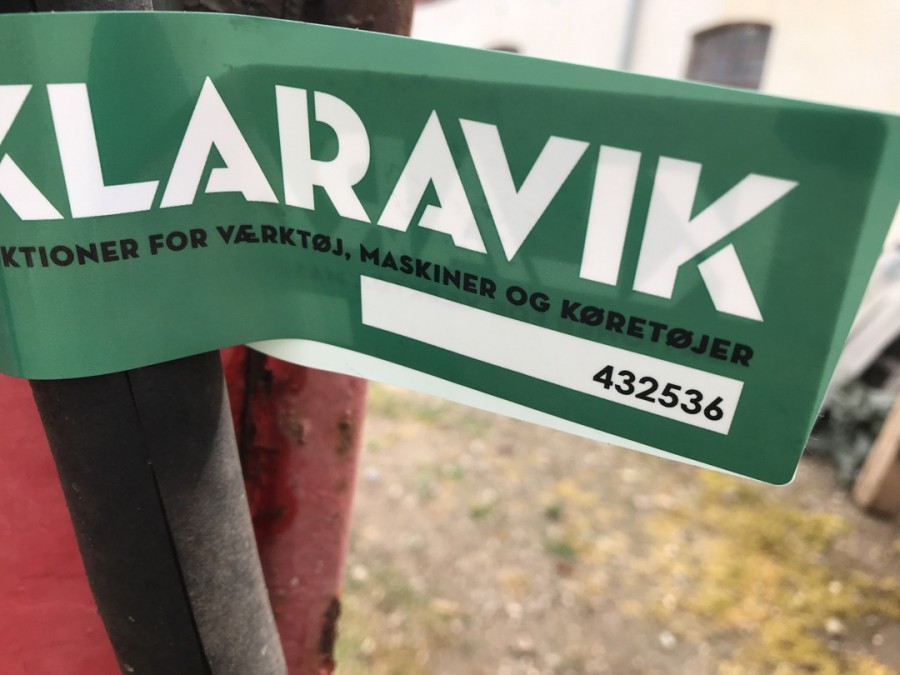 KLARAVIK
KTIONER FOR VÆRKTØJ, MASKINER OG KØRETØJER
432536